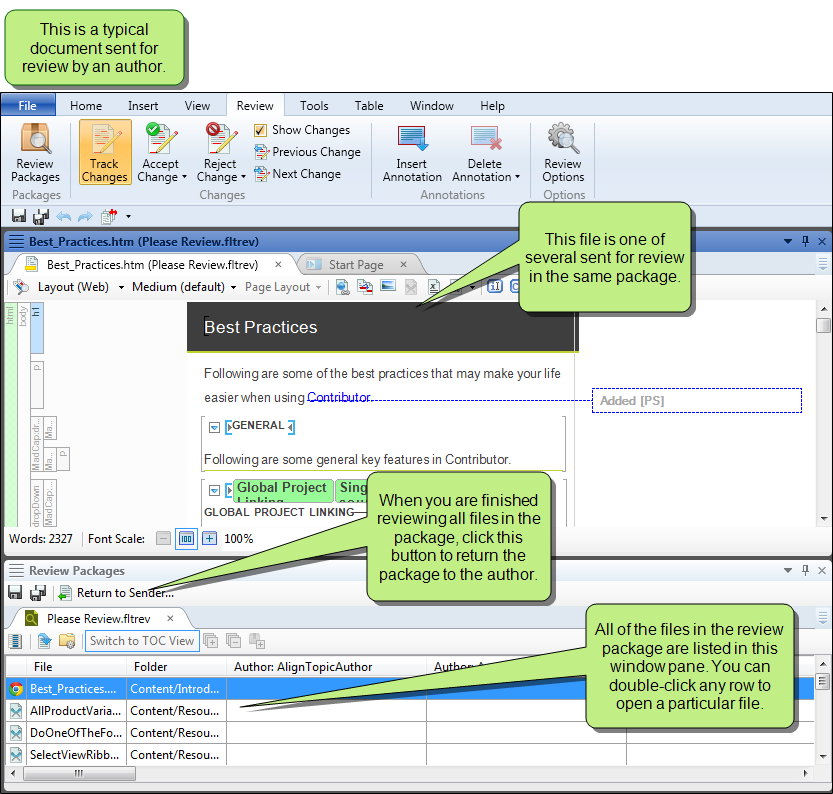 This is a typical
document sent for
review by an author.
File Home Insert View Review Tools Table Window Help
Review
Packages
Packages
Track
Changes
Accept
Change
Reject
Change
Show Changes
Previous Change
Next Change
Changes
Insert
Annotation
Delete
Annotation
Annotations
Review
Options
Options
Best_Practices.htm (Please Review.fltrev)
This file is one of
several sent for review
in the same package.
Best_Practices.htm (Please Review.fltrev) Start Page
Layout (Web) Medium (default) Page Layout
html
body
h1
p
MadCap:dr...
Ma...
Ma...
p
dropDown
MadCap:...
Best Practices
Following are some of the best practices that may make your life
easier when using Contributor.
Added [PS]
GENERAL
Following are some general key features in Contributor.
Global Project
Linking
GLOBAL PROJECT LINKING
When you are finished
reviewing all files in the
package, click this
button to return the
package to the author.
Words: 2327 Font Scale: 100%
Review Packages
Return to Sender...
Please Review.fltrev
Switch to TOC View
All of the files in the review
package are listed in this
window pane. You can
double-click any row to
open a particular file.
File Folder Author: AlignTopicAuthor
Best_Practices.... Content/Introd...
AllProductVaria... Content/Resou...
DoOneOfTheFo... Content/Resou...
SelectViewRibb... Content/Resou...